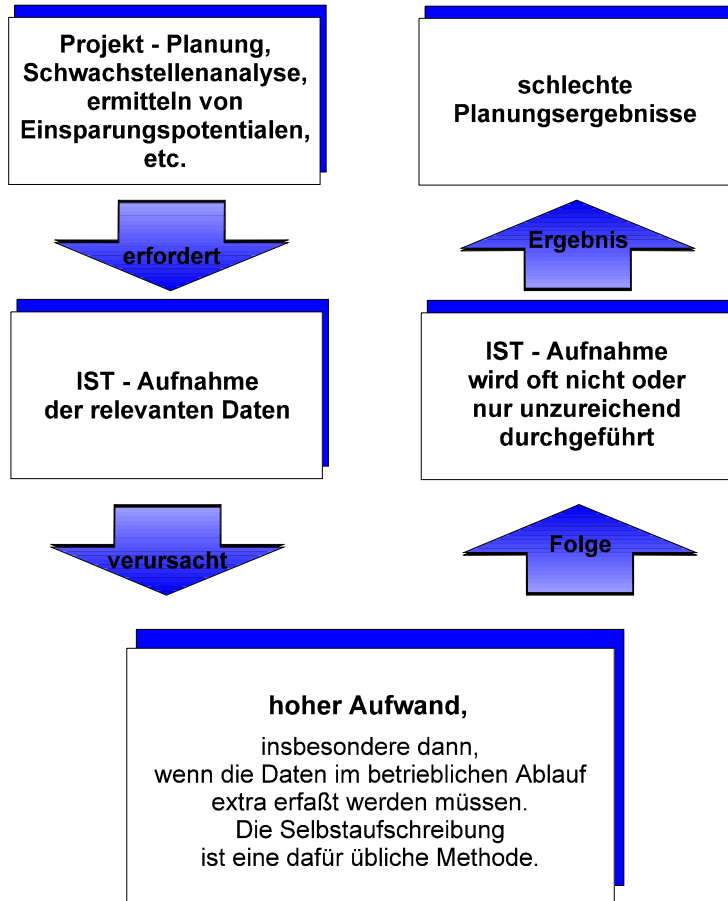 Projekt - Planung,
Schwachstellenanalyse,
ermitteln von
Einsparungspotentialen,
etc.
erfordert
IST - Aufnahme
der relevanten Daten
verursacht
hoher Aufwand,
insbesondere dann,
wenn die Daten im betrieblichen Ablauf
extra erfaßt werden müssen.
Die Selbstaufschreibung
ist eine dafür übliche Methode.
Folge
IST - Aufnahme
wird oft nicht oder
nur unzureichend
durchgeführt
Ergebnis
schlechte
Planungsergebnisse